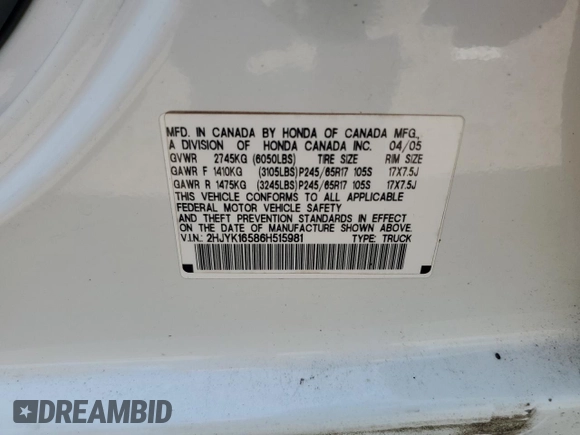 MFD. IN CANADA BY HONDA OF CANADA MFG.,
A DIVISION OF HONDA CANADA INC. 04/05
GVWR 2745KG (6050LBS) TIRE SIZE RIM SIZE
GAWR F 1410KG (3105LBS) P245/65R17 105S 17X7.5J
GAWR R 1475KG (3245LBS) P245/65R17 105S 17X7.5J
THIS VEHICLE CONFORMS TO ALL APPLICABLE
FEDERAL MOTOR VEHICLE SAFETY
AND THEFT PREVENTION STANDARDS IN EFFECT
ON THE DATE OF MANUFACTURE SHOWN ABOVE.
V.I.N.: 2HJYK16586H515981 TYPE: TRUCK
DREAMBID